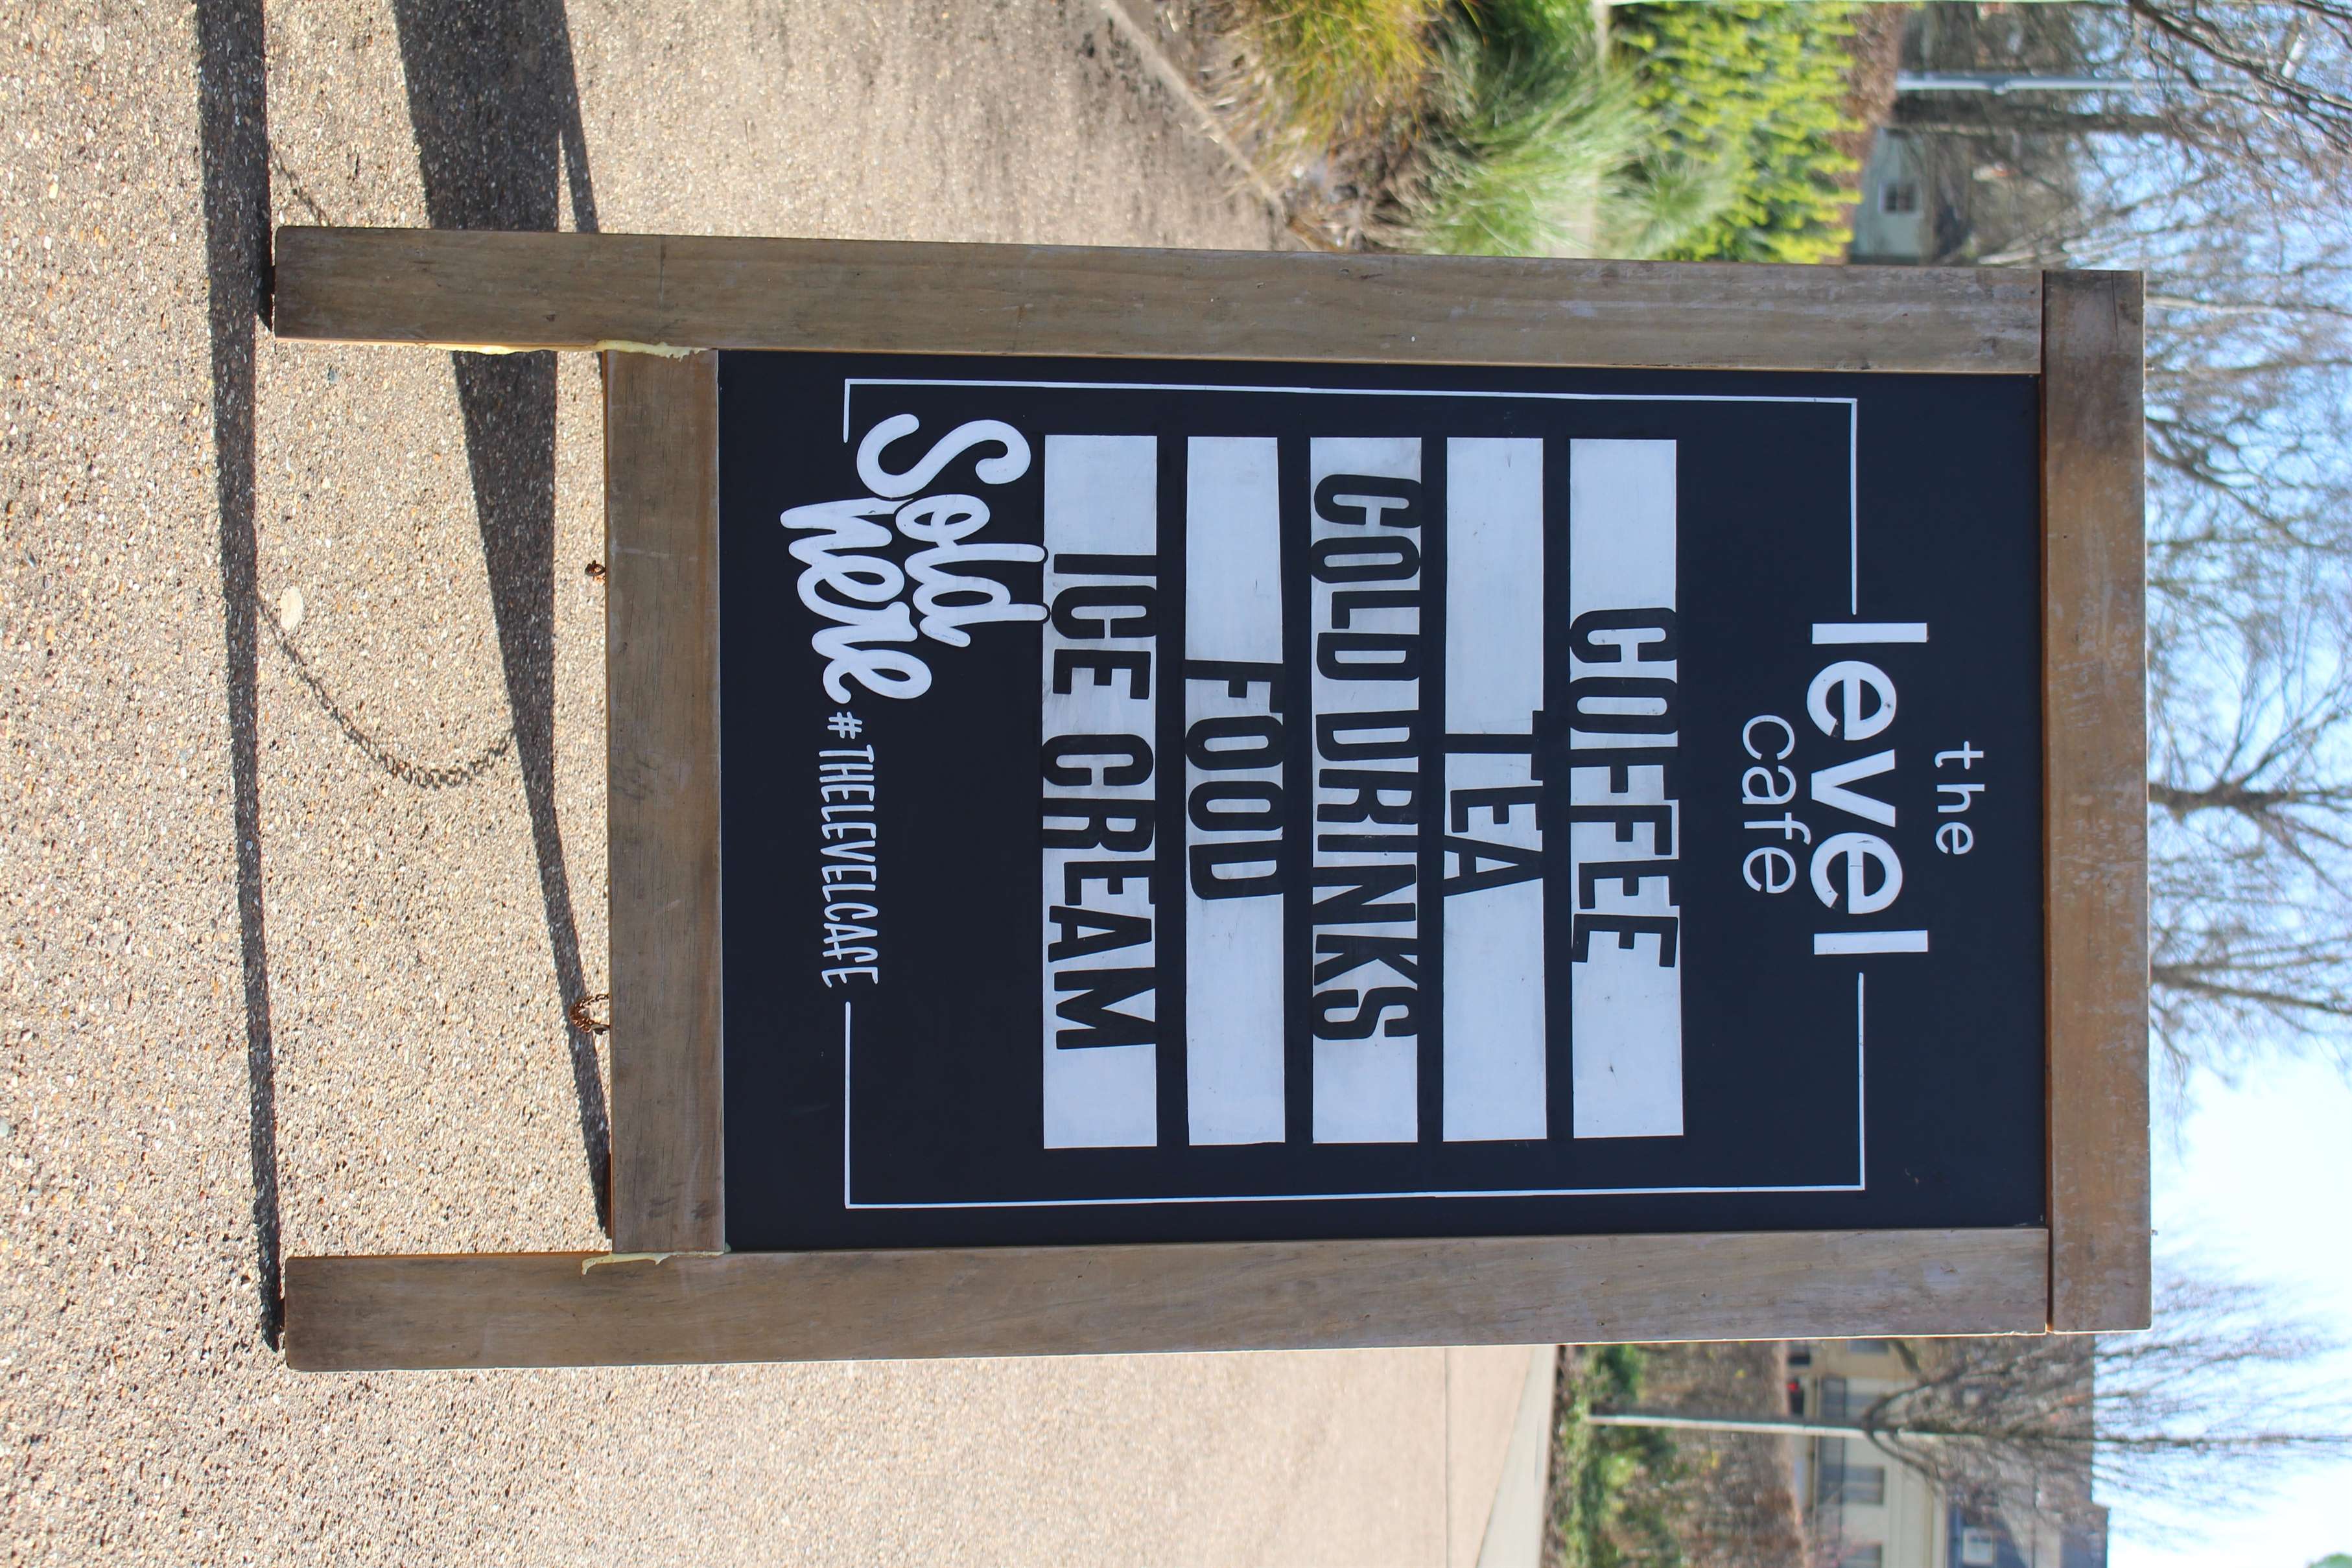 the
level
cafe
COFFEE
TEA
COLD DRINKS
FOOD
ICE CREAM
Sold
here
#THELEVELCAFE